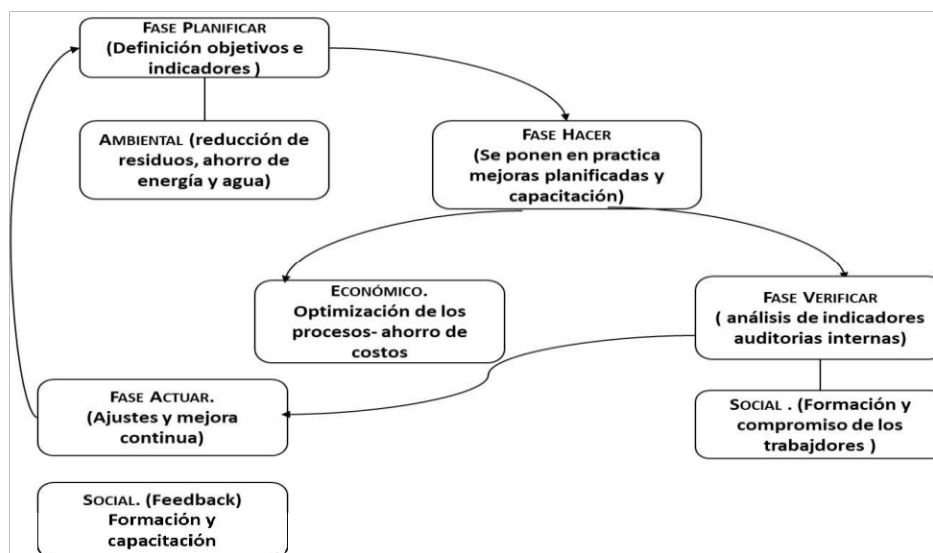 FASE PLANIFICAR
(Definición objetivos e
indicadores )
AMBIENTAL (reducción de
residuos, ahorro de
energía y agua)
FASE HACER
(Se ponen en practica
mejoras planificadas y
capacitación)
ECONÓMICO.
Optimización de los
procesos- ahorro de
costos
FASE VERIFICAR
( análisis de indicadores
auditorias internas)
FASE ACTUAR.
(Ajustes y mejora
continua)
SOCIAL . (Formación y
compromiso de los
trabajdores )
SOCIAL. (Feedback)
Formación y
capacitación